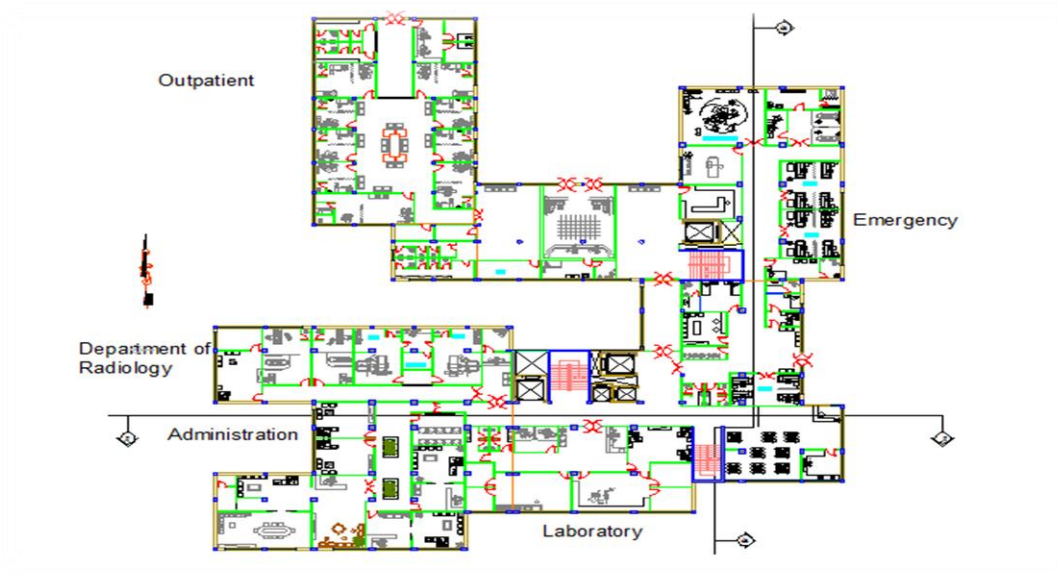 Outpatient
Emergency
Department of
Radiology
Administration
Laboratory